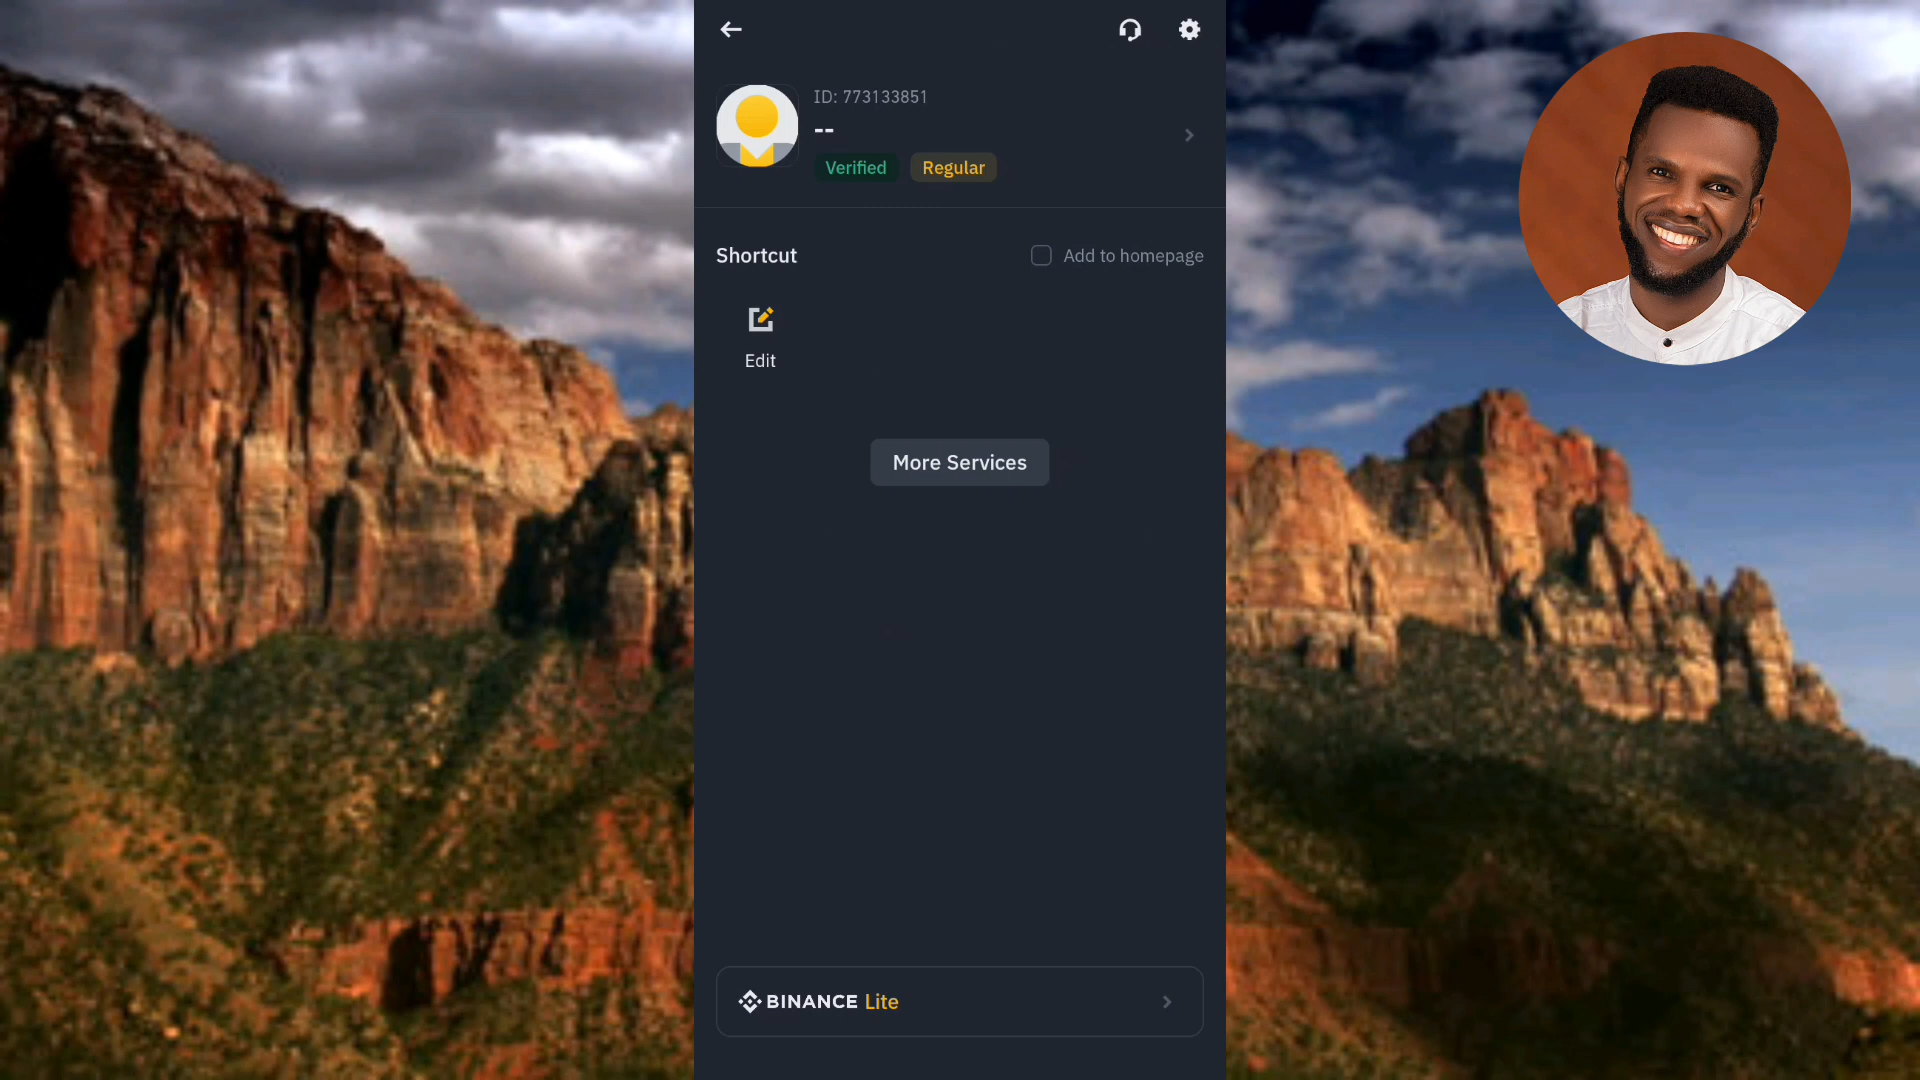 ID: 773133851
--
Verified
Regular
Shortcut
Add to homepage
Edit
More Services
BINANCE Lite